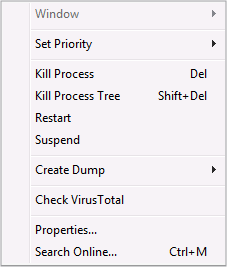 Window
Set Priority
Kill Process Del
Kill Process Tree Shift+Del
Restart
Suspend
Create Dump
Check VirusTotal
Properties...
Search Online... Ctrl+M